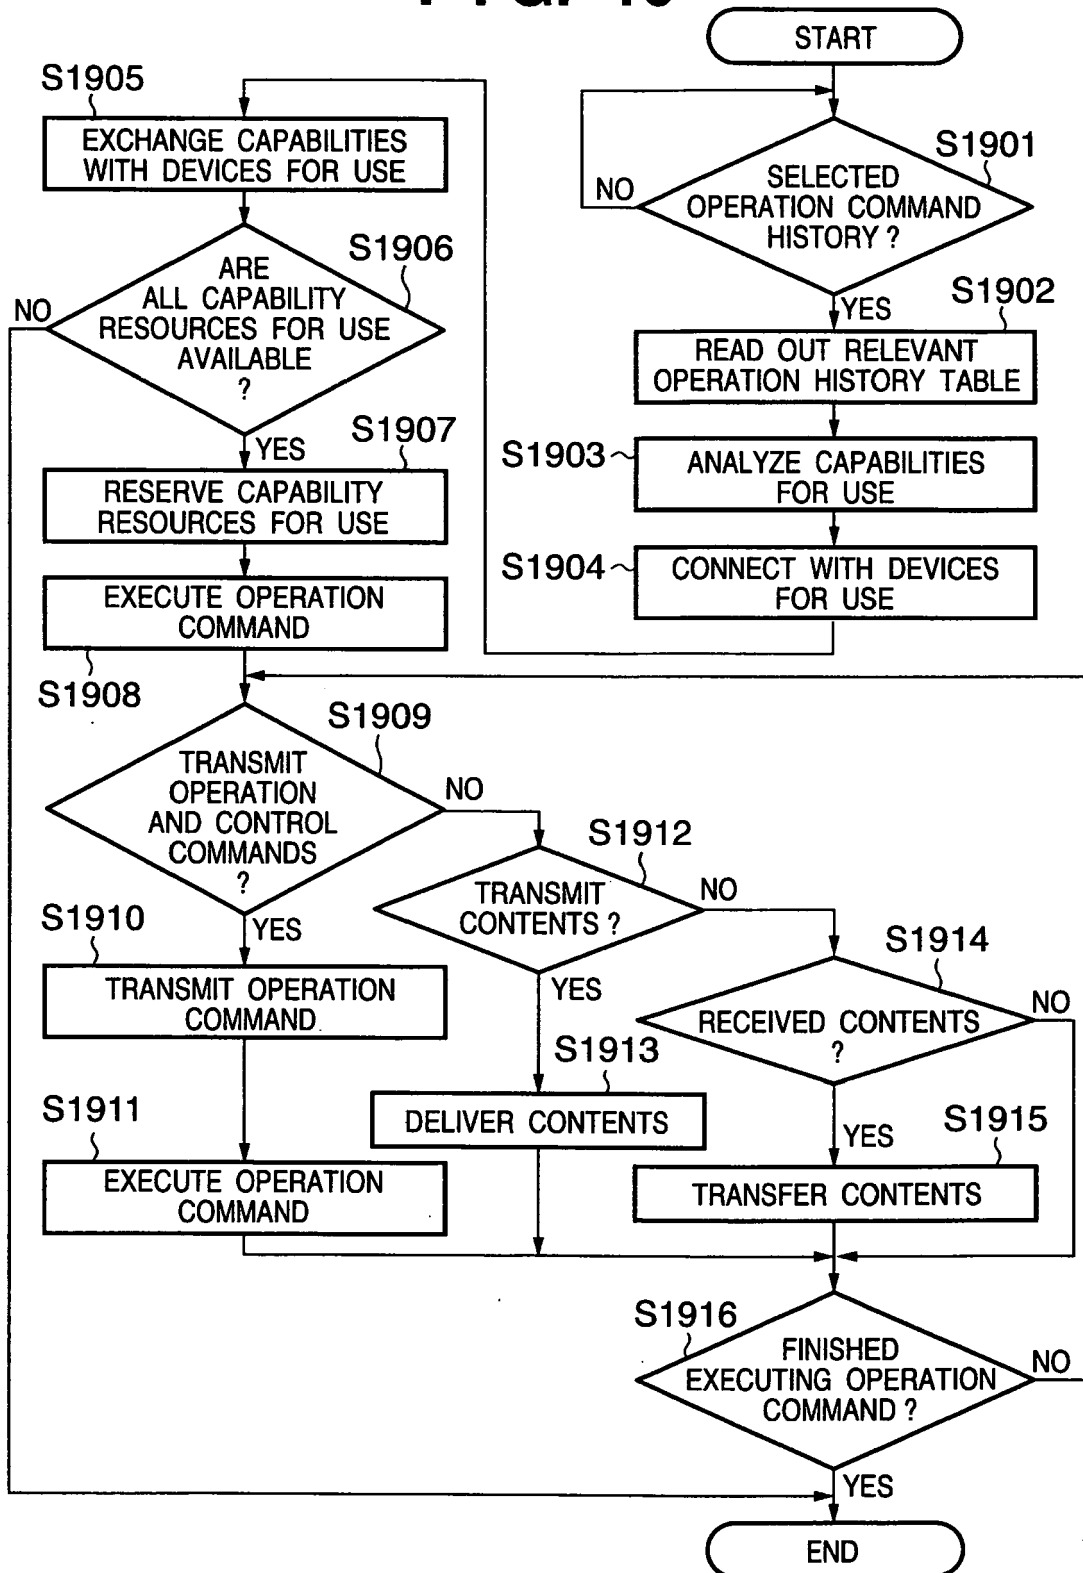 START
S1901
SELECTED
OPERATION COMMAND
HISTORY ?
NO
YES
S1902
READ OUT RELEVANT
OPERATION HISTORY TABLE
S1903
ANALYZE CAPABILITIES
FOR USE
S1904
CONNECT WITH DEVICES
FOR USE
S1905
EXCHANGE CAPABILITIES
WITH DEVICES FOR USE
S1906
ARE
ALL CAPABILITY
RESOURCES FOR USE
AVAILABLE
?
NO
YES
S1907
RESERVE CAPABILITY
RESOURCES FOR USE
EXECUTE OPERATION
COMMAND
S1908
S1909
TRANSMIT
OPERATION
AND CONTROL
COMMANDS
?
NO
YES
S1910
TRANSMIT OPERATION
COMMAND
S1911
EXECUTE OPERATION
COMMAND
S1912
TRANSMIT
CONTENTS ?
NO
YES
S1913
DELIVER CONTENTS
S1914
RECEIVED CONTENTS
?
NO
YES
S1915
TRANSFER CONTENTS
S1916
FINISHED
EXECUTING OPERATION
COMMAND ?
NO
YES
END